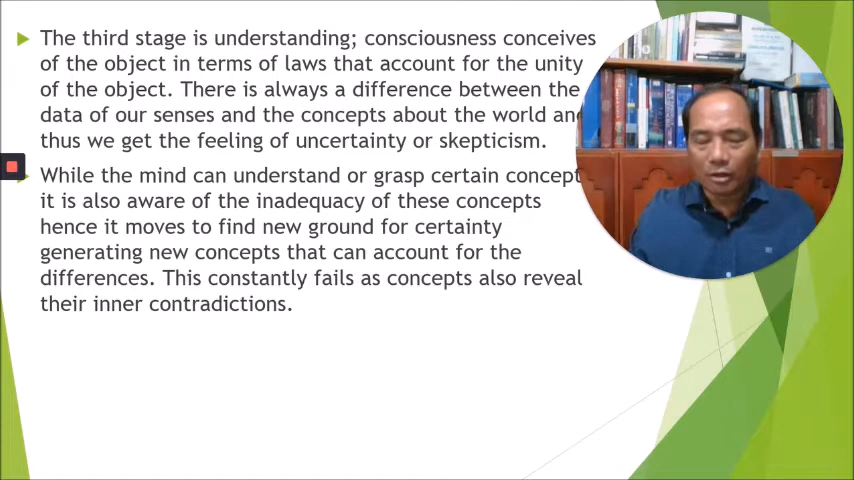 The third stage is understanding; consciousness conceives
of the object in terms of laws that account for the unity
of the object. There is always a difference between the
data of our senses and the concepts about the world an
thus we get the feeling of uncertainty or skepticism.
While the mind can understand or grasp certain concept
it is also aware of the inadequacy of these concepts
hence it moves to find new ground for certainty
generating new concepts that can account for the
differences. This constantly fails as concepts also reveal
their inner contradictions.